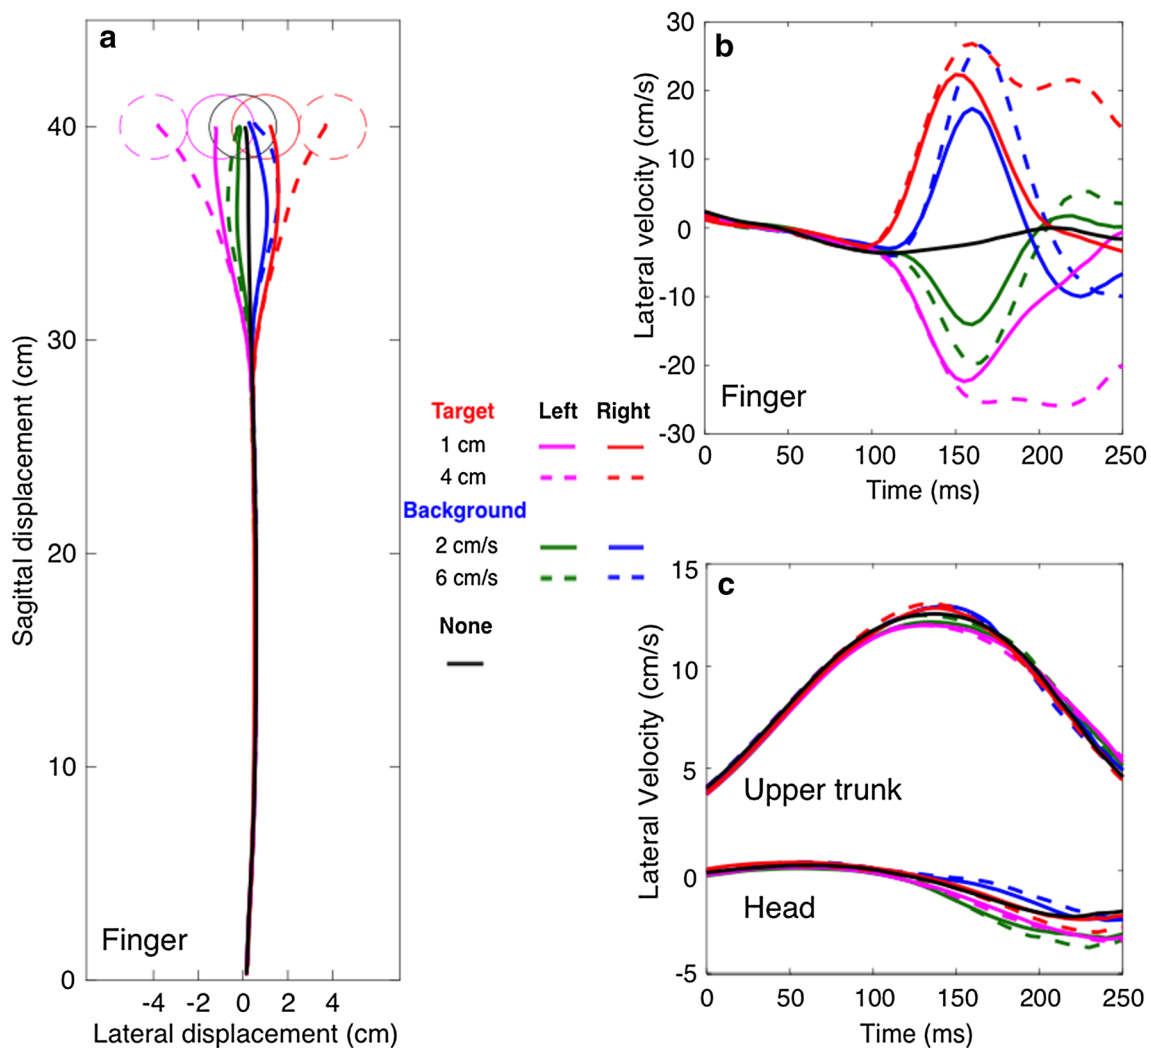 a
40
30
20
10
0
Sagittal displacement (cm)
Finger
-4 -2 0 2 4
Lateral displacement (cm)
Target Left Right
1 cm
4 cm
Background
2 cm/s
6 cm/s
None
b
30
20
10
0
-10
-20
-30
Lateral velocity (cm/s)
Finger
0 50 100 150 200 250
Time (ms)
c
15
10
5
0
-5
Lateral Velocity (cm/s)
Upper trunk
Head
0 50 100 150 200 250
Time (ms)